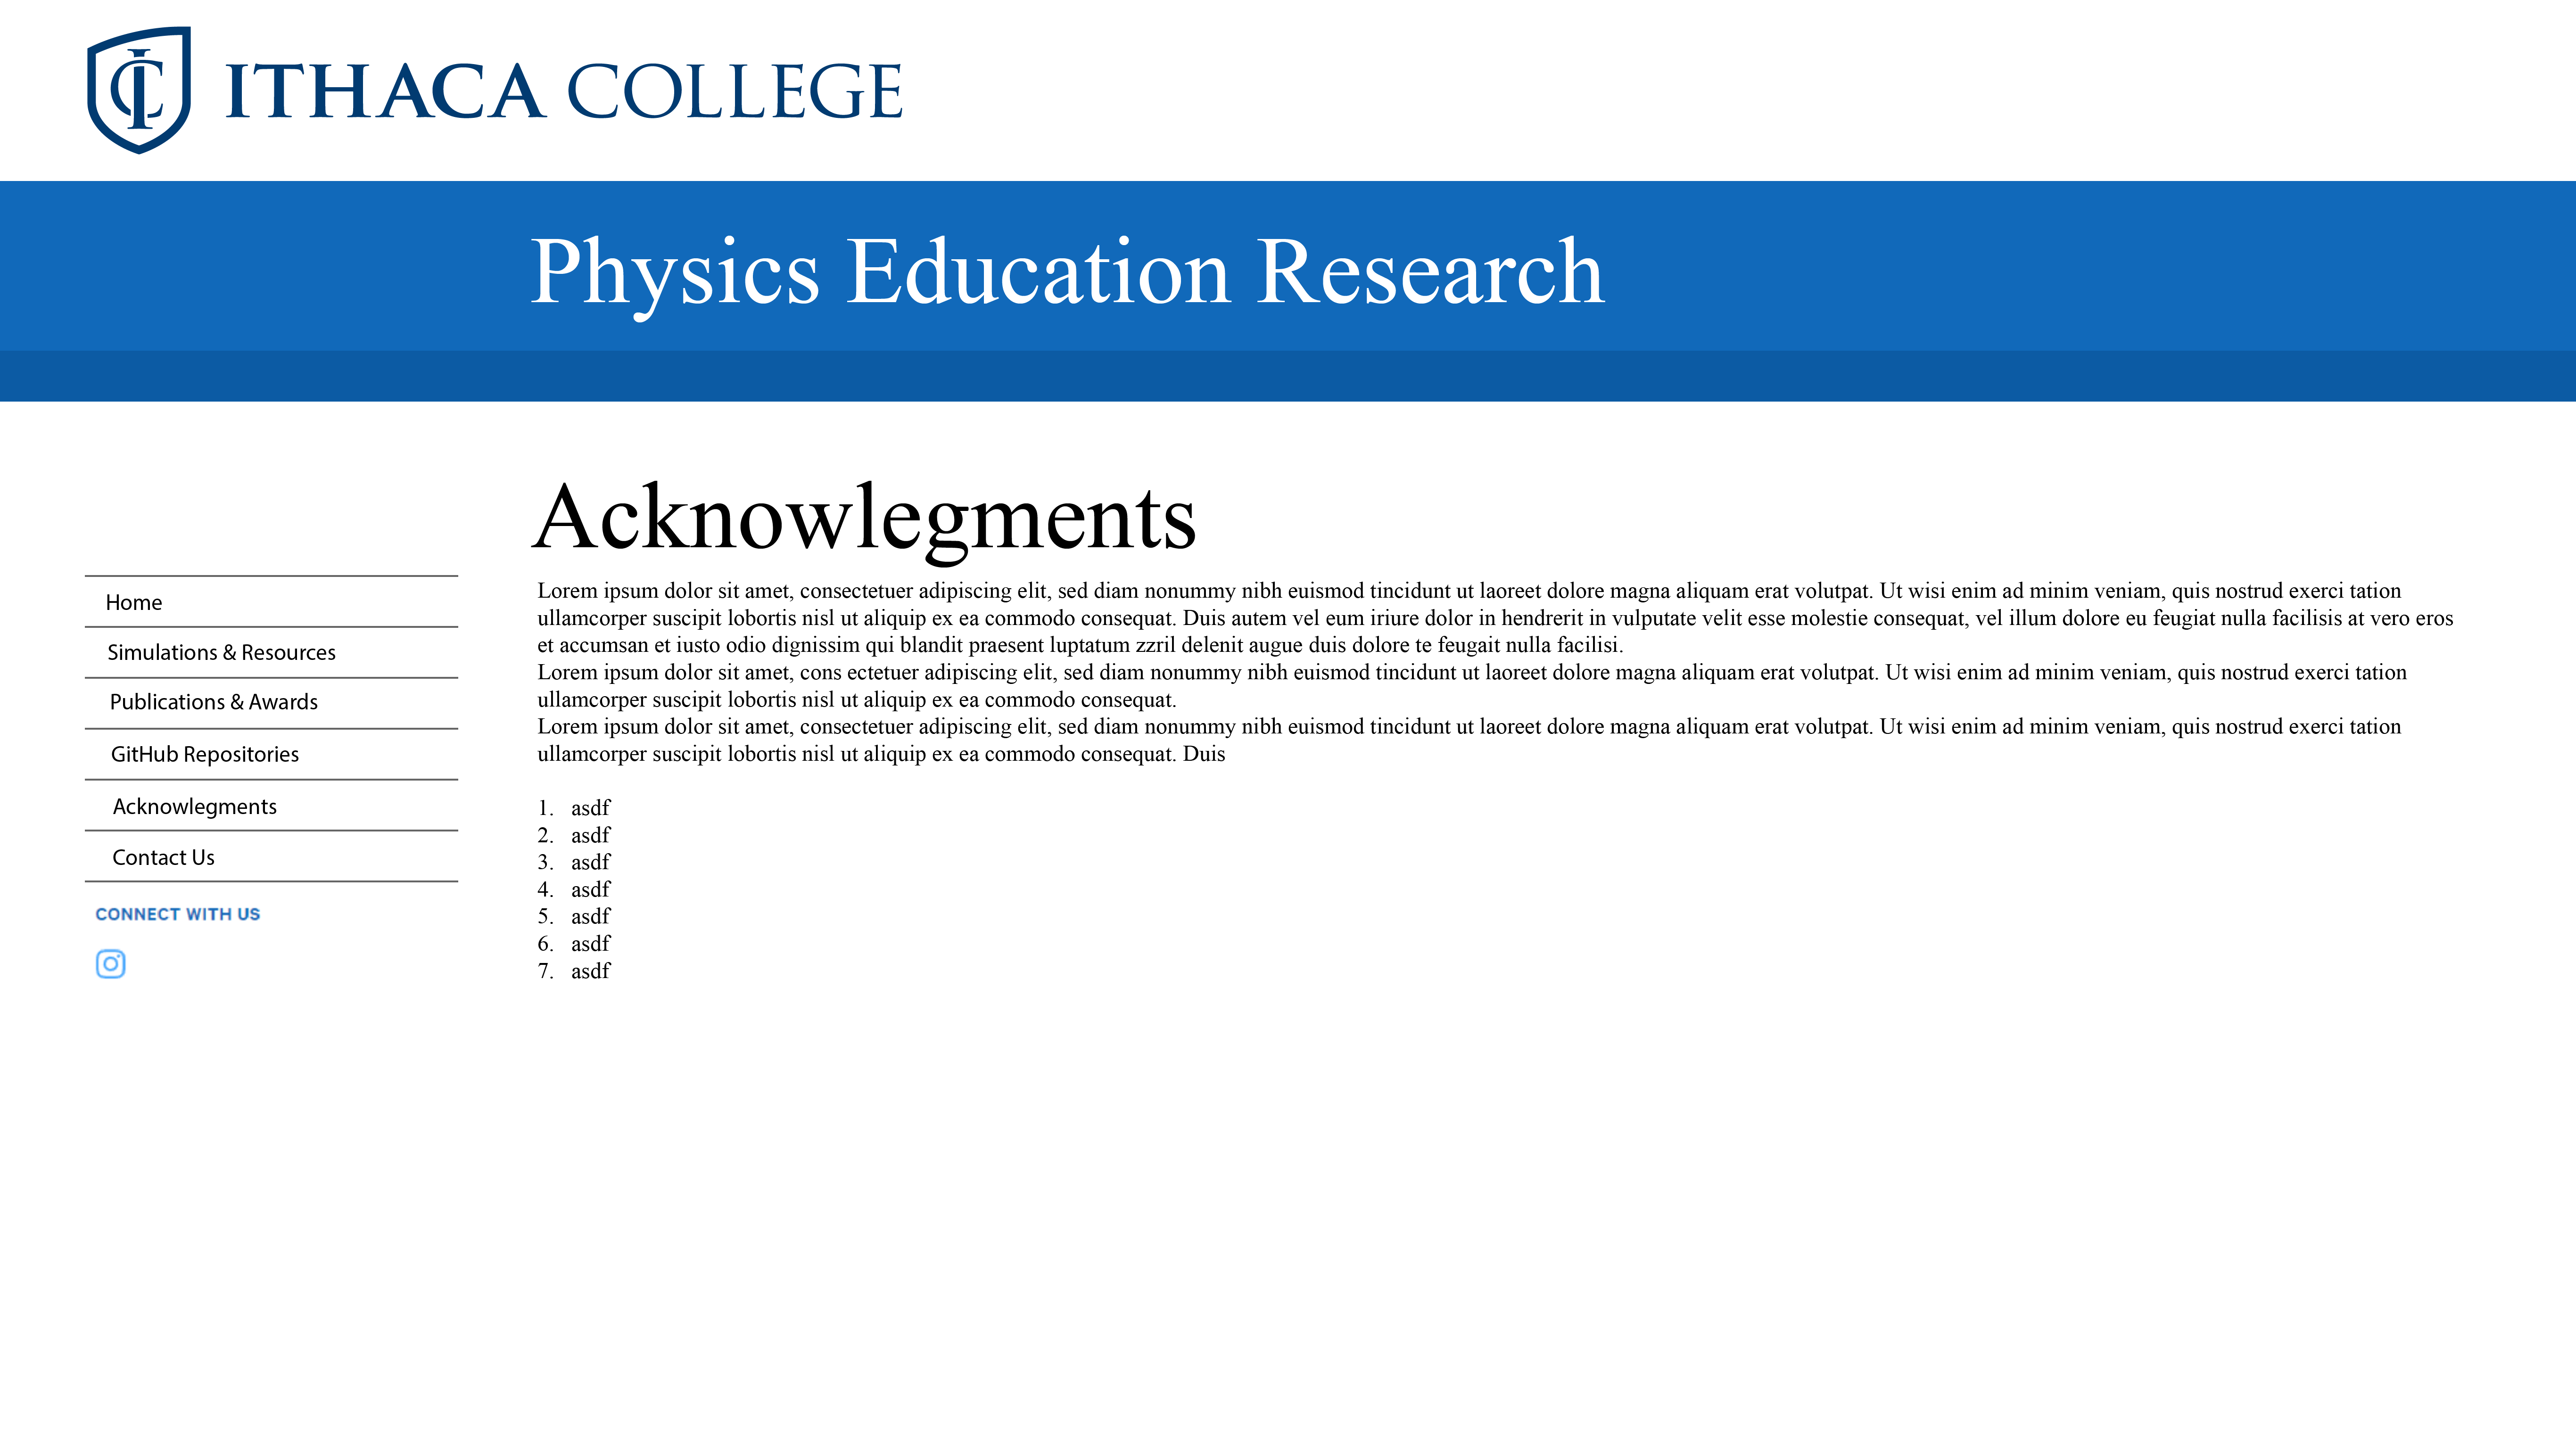 ITHACA COLLEGE
Physics Education Research
Acknowlegments
Home
Simulations & Resources
Publications & Awards
GitHub Repositories
Acknowlegments
Contact Us
CONNECT WITH US
Lorem ipsum dolor sit amet, consectetuer adipiscing elit, sed diam nonummy nibh euismod tincidunt ut laoreet dolore magna aliquam erat volutpat. Ut wisi enim ad minim veniam, quis nostrud exerci tation
ullamcorper suscipit lobortis nisl ut aliquip ex ea commodo consequat. Duis autem vel eum iriure dolor in hendrerit in vulputate velit esse molestie consequat, vel illum dolore eu feugiat nulla facilisis at vero eros
et accumsan et iusto odio dignissim qui blandit praesent luptatum zzril delenit augue duis dolore te feugait nulla facilisi.
Lorem ipsum dolor sit amet, cons ectetuer adipiscing elit, sed diam nonummy nibh euismod tincidunt ut laoreet dolore magna aliquam erat volutpat. Ut wisi enim ad minim veniam, quis nostrud exerci tation
ullamcorper suscipit lobortis nisl ut aliquip ex ea commodo consequat.
Lorem ipsum dolor sit amet, consectetuer adipiscing elit, sed diam nonummy nibh euismod tincidunt ut laoreet dolore magna aliquam erat volutpat. Ut wisi enim ad minim veniam, quis nostrud exerci tation
ullamcorper suscipit lobortis nisl ut aliquip ex ea commodo consequat. Duis
1. asdf
2. asdf
3. asdf
4. asdf
5. asdf
6. asdf
7. asdf